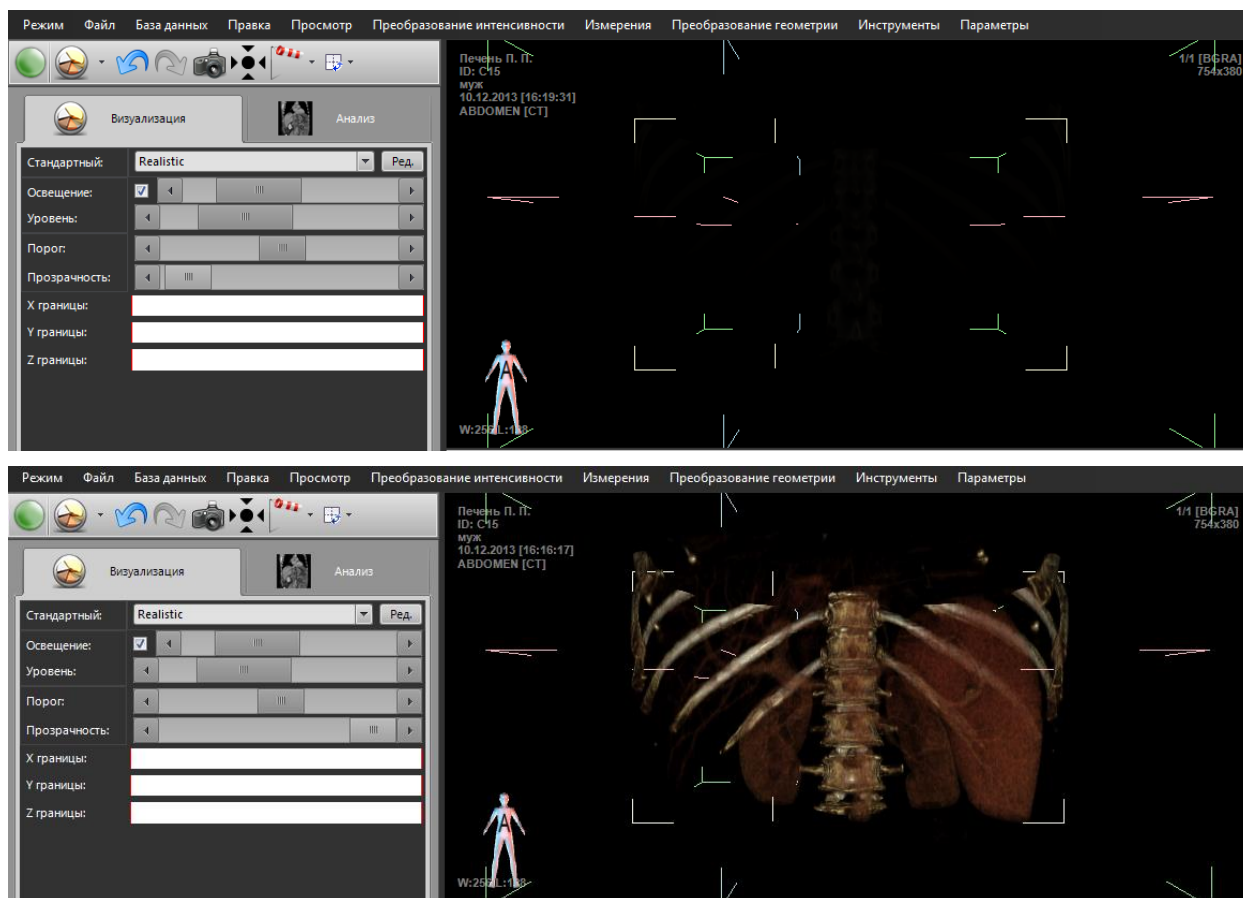 Режим Файл База данных Правка Просмотр Преобразование интенсивности Измерения Преобразование геометрии Инструменты Параметры
Визуализация Анализ
Стандартный: Realistic Ред.
Освещение:
Уровень:
Порог:
Прозрачность:
X границы:
Y границы:
Z границы:
Печень П. П.
ID: C15
муж
10.12.2013 [16:19:31]
ABDOMEN [CT]
1/1 [BGRA]
754x380
A
W:256 L:128
Режим Файл База данных Правка Просмотр Преобразование интенсивности Измерения Преобразование геометрии Инструменты Параметры
Визуализация Анализ
Стандартный: Realistic Ред.
Освещение:
Уровень:
Порог:
Прозрачность:
X границы:
Y границы:
Z границы:
Печень П. П.
ID: C15
муж
10.12.2013 [16:16:17]
ABDOMEN [CT]
1/1 [BGRA]
754x380
A
W:256 L:128